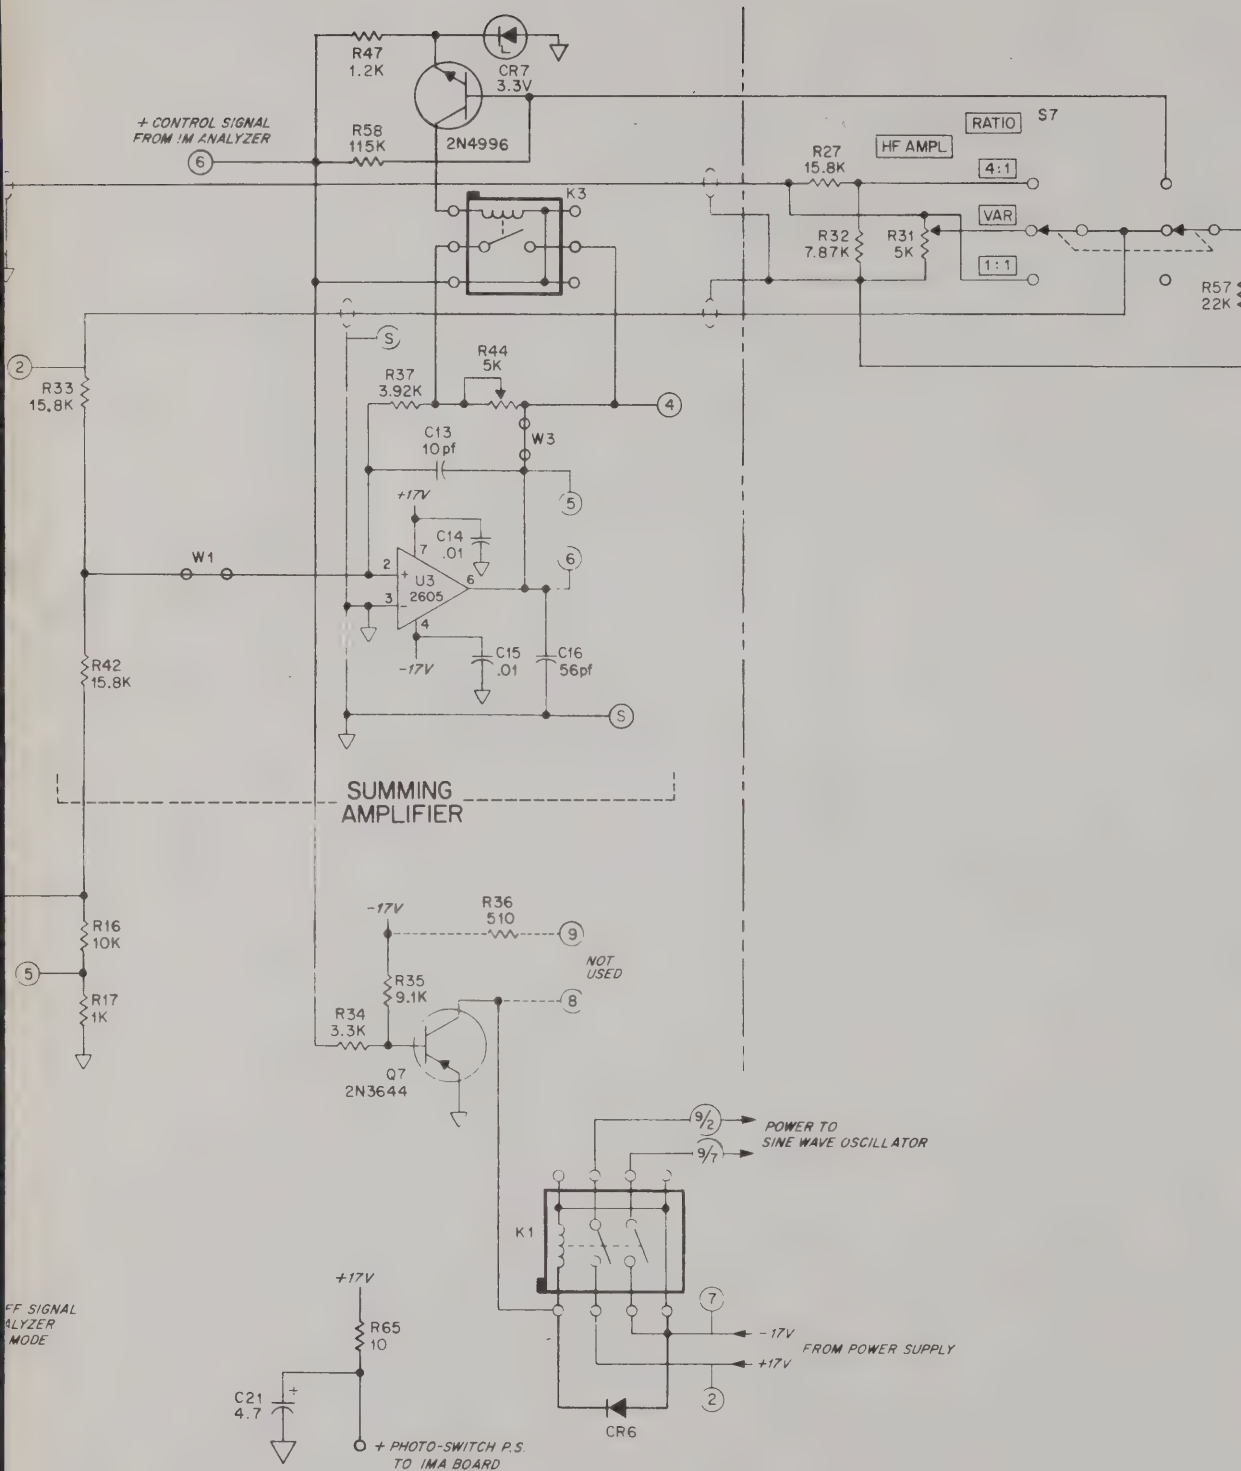 R47
1.2K
CR7
3.3V
+ CONTROL SIGNAL
FROM IM ANALYZER
6
R58
115K
2N4996
K3
RATIO
S7
HF AMPL
R27
15.8K
4:1
VAR
R32
7.87K
R31
5K
1:1
R57
22K
S
2
R33
15.8K
R44
5K
R37
3.92K
4
C13
10pf
W3
+17V
5
C14
.01
7
W1
2
+
U3
2605
6
6
3
-
4
-17V
C15
.01
C16
56pf
R42
15.8K
S
SUMMING
AMPLIFIER
-17V
R36
510
9
R16
10K
NOT
USED
5
R35
9.1K
8
R17
1K
R34
3.3K
Q7
2N3644
9/2
POWER TO
SINE WAVE OSCILLATOR
9/7
K1
+17V
FF SIGNAL
ALYZER
MODE
R65
10
7
-17V
FROM POWER SUPPLY
+17V
2
C21
4.7
+
CR6
+ PHOTO-SWITCH P.S.
TO IMA BOARD